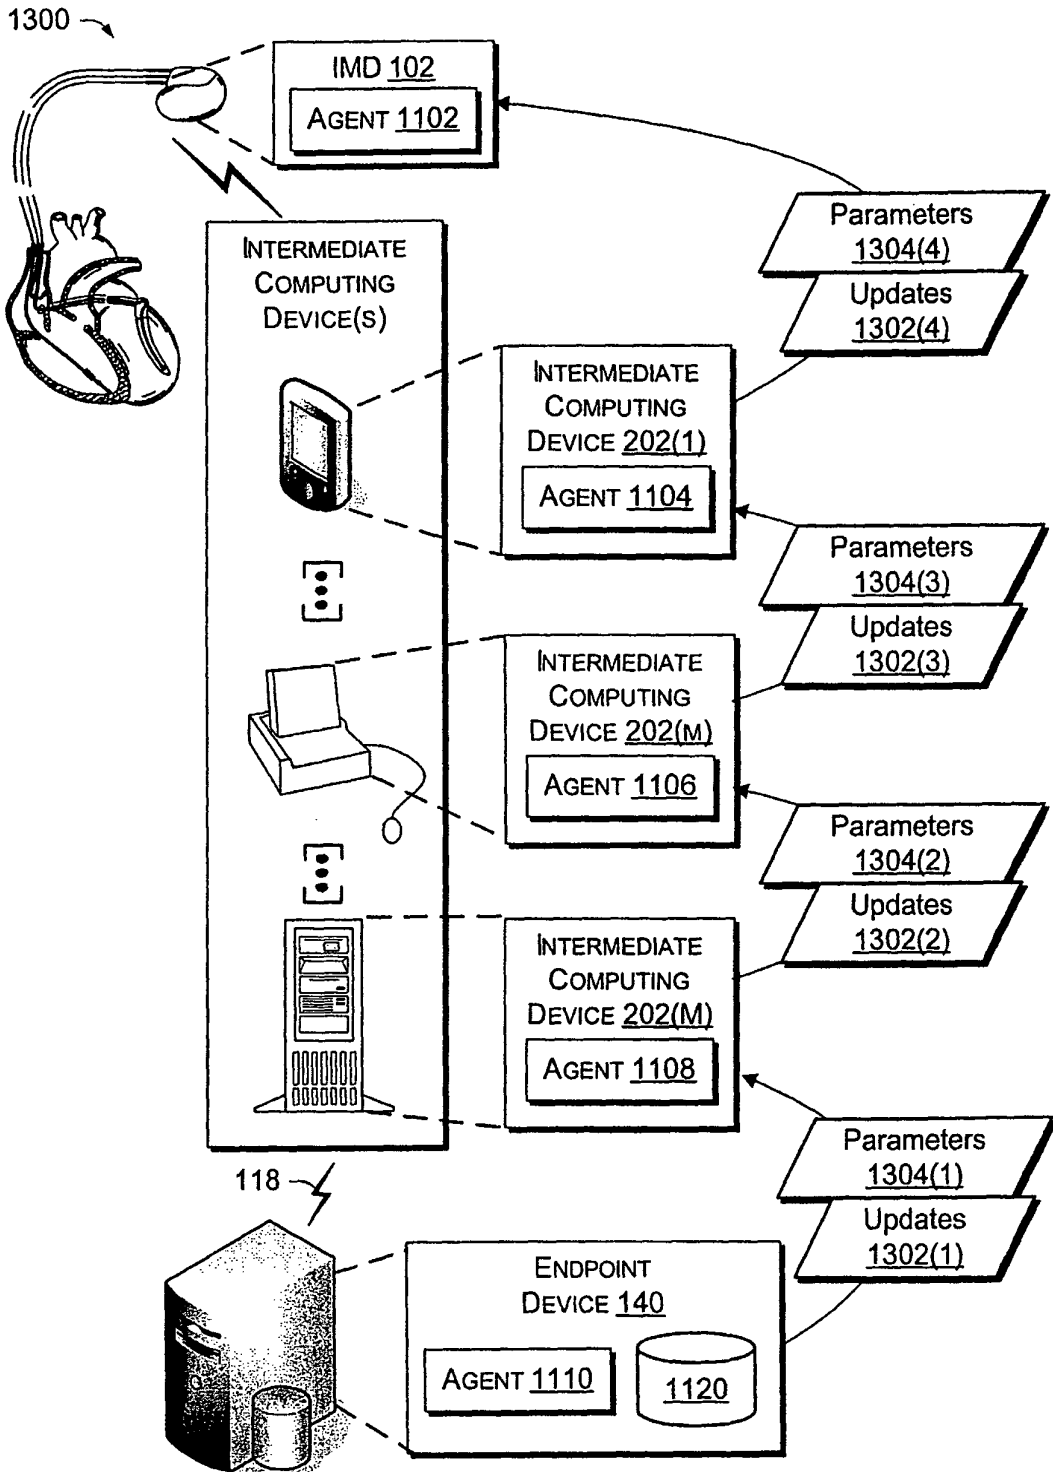 1300
IMD 102
AGENT 1102
Parameters
1304(4)
Updates
1302(4)
INTERMEDIATE
COMPUTING
DEVICE(S)
INTERMEDIATE
COMPUTING
DEVICE 202(1)
AGENT 1104
Parameters
1304(3)
Updates
1302(3)
INTERMEDIATE
COMPUTING
DEVICE 202(M)
AGENT 1106
Parameters
1304(2)
Updates
1302(2)
INTERMEDIATE
COMPUTING
DEVICE 202(M)
AGENT 1108
Parameters
1304(1)
Updates
1302(1)
118
ENDPOINT
DEVICE 140
AGENT 1110
1120